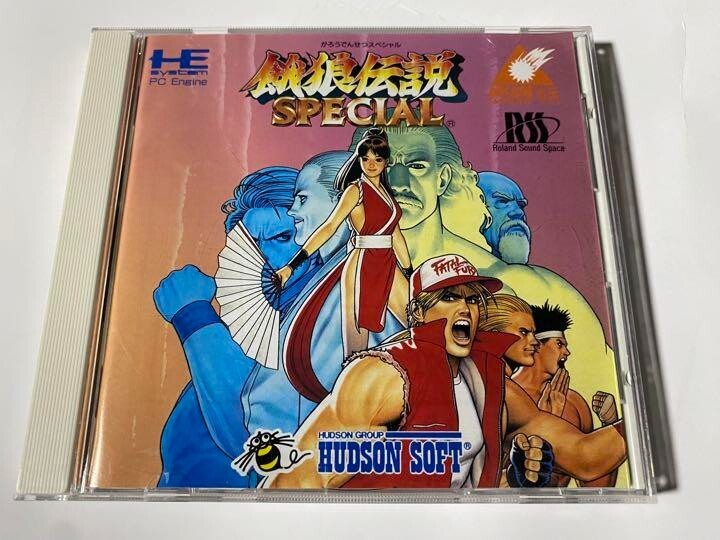 かろうでんせつスペシャル
餓狼伝説
SPECIAL®
HE
system
PC Engine
RSS
Roland Sound Space
FATAL
FURY
HUDSON GROUP
HUDSON SOFT®